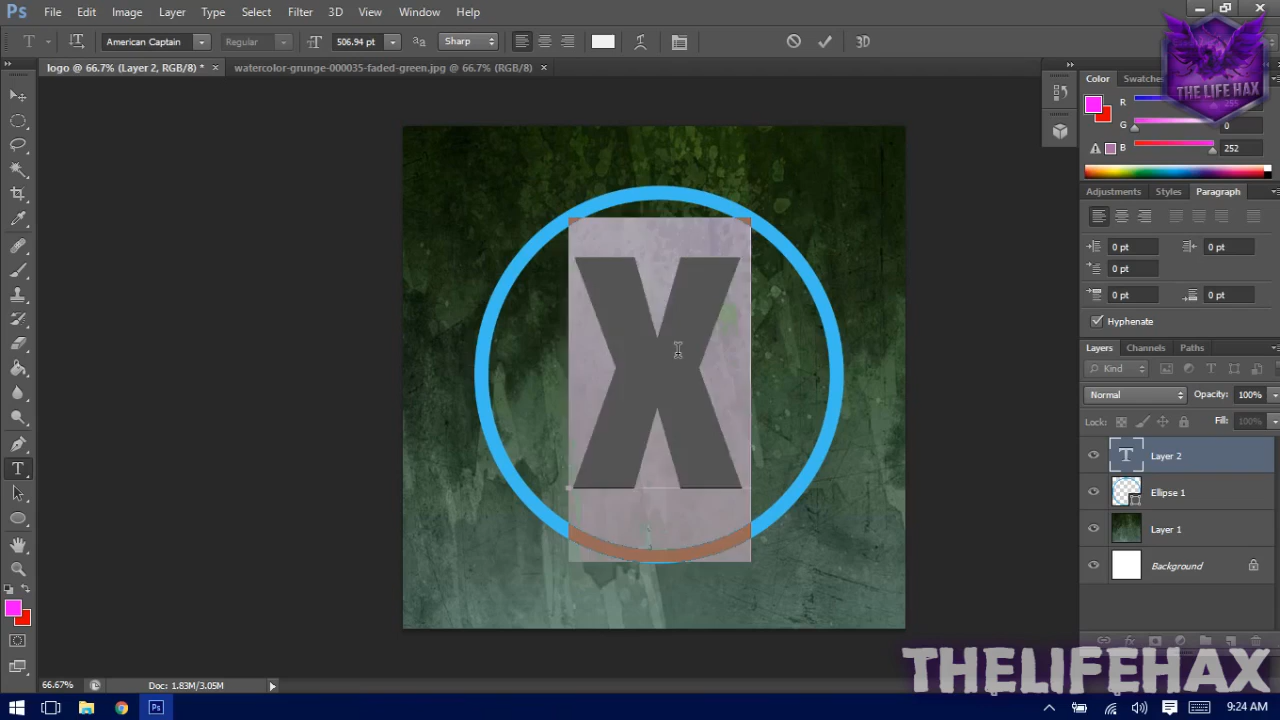 Ps File Edit Image Layer Type Select Filter 3D View Window Help
T American Captain Regular 506.94 pt aa Sharp 3D
logo @ 66.7% (Layer 2, RGB/8) * × watercolor-grunge-000035-faded-green.jpg @ 66.7% (RGB/8) ×
THE LIFE HAX
Color Swatches
R 255
G 0
B 252
Adjustments Styles Paragraph
0 pt 0 pt
0 pt
0 pt 0 pt
Hyphenate
Layers Channels Paths
Kind
Normal Opacity: 100%
Lock: Fill: 100%
T Layer 2
Ellipse 1
Layer 1
Background
X
THELIFEHAX
66.67% Doc: 1.83M/3.05M
9:24 AM